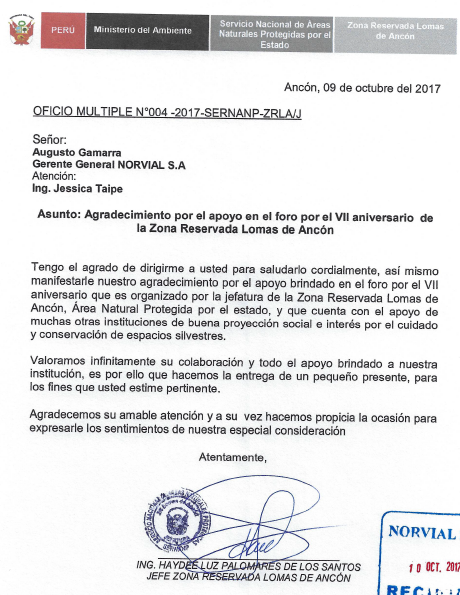 PERÚ
Ministerio del Ambiente
Servicio Nacional de Áreas
Naturales Protegidas por el
Estado
Zona Reservada Lomas
de Ancón
Ancón, 09 de octubre del 2017
OFICIO MULTIPLE N°004 -2017-SERNANP-ZRLA/J
Señor:
Augusto Gamarra
Gerente General NORVIAL S.A
Atención:
Ing. Jessica Taipe
Asunto: Agradecimiento por el apoyo en el foro por el VII aniversario de
la Zona Reservada Lomas de Ancón
Tengo el agrado de dirigirme a usted para saludarlo cordialmente, así mismo
manifestarle nuestro agradecimiento por el apoyo brindado en el foro por el VII
aniversario que es organizado por la jefatura de la Zona Reservada Lomas de
Ancón, Área Natural Protegida por el estado, y que cuenta con el apoyo de
muchas otras instituciones de buena proyección social e interés por el cuidado
y conservación de espacios silvestres.
Valoramos infinitamente su colaboración y todo el apoyo brindado a nuestra
institución, es por ello que hacemos la entrega de un pequeño presente, para
los fines que usted estime pertinente.
Agradecemos su amable atención y a su vez hacemos propicia la ocasión para
expresarle los sentimientos de nuestra especial consideración
Atentamente,
ING. HAYDEÉ LUZ PALOMARES DE LOS SANTOS
JEFE ZONA RESERVADA LOMAS DE ANCÓN
NORVIAL
10 OCT. 2017